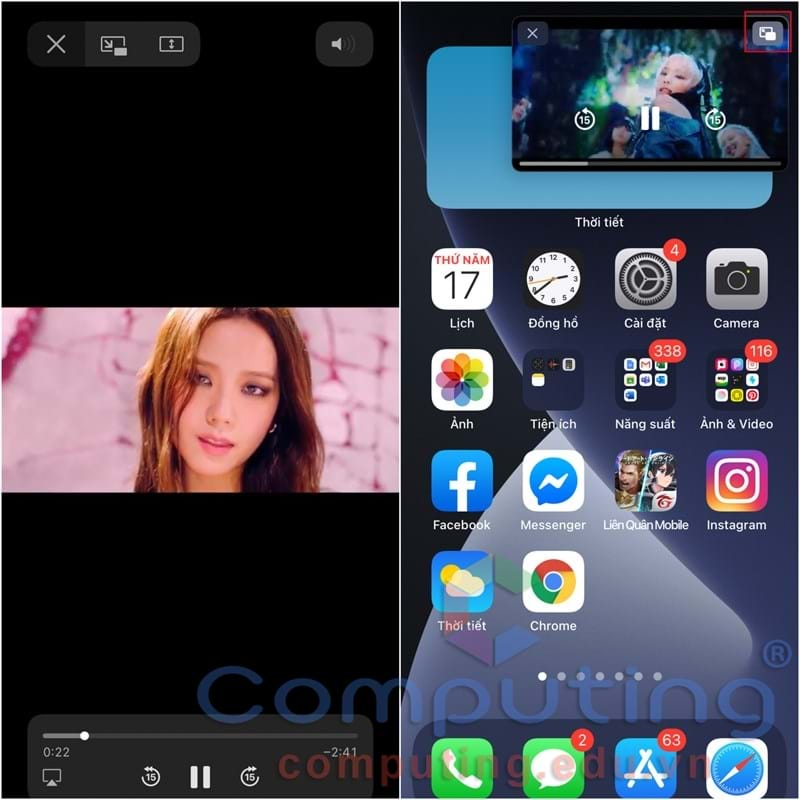 0:22
−2:41
15
15
15
15
Thời tiết
THỨ NĂM
17
4
Lịch
Đồng hồ
Cài đặt
Camera
338
116
Ảnh
Tiện ích
Năng suất
Ảnh & Video
Facebook
Messenger
Liên Quân Mobile
Instagram
Thời tiết
Chrome
Computing®
computing.edu.vn
2
63